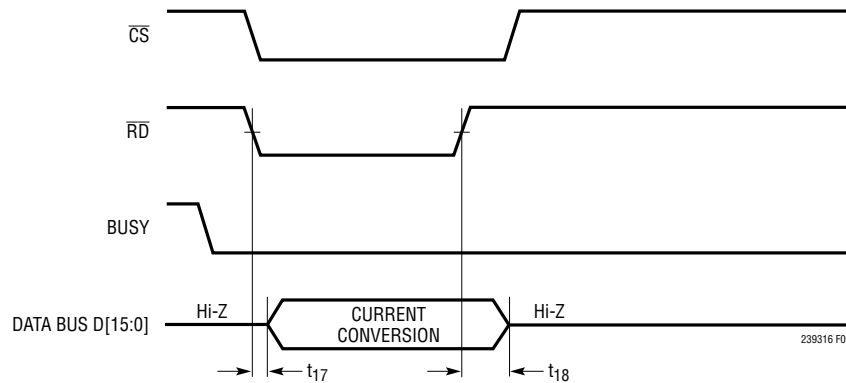 CS
RD
BUSY
DATA BUS D[15:0]
Hi-Z
CURRENT
CONVERSION
Hi-Z
239316 F0
t17
t18